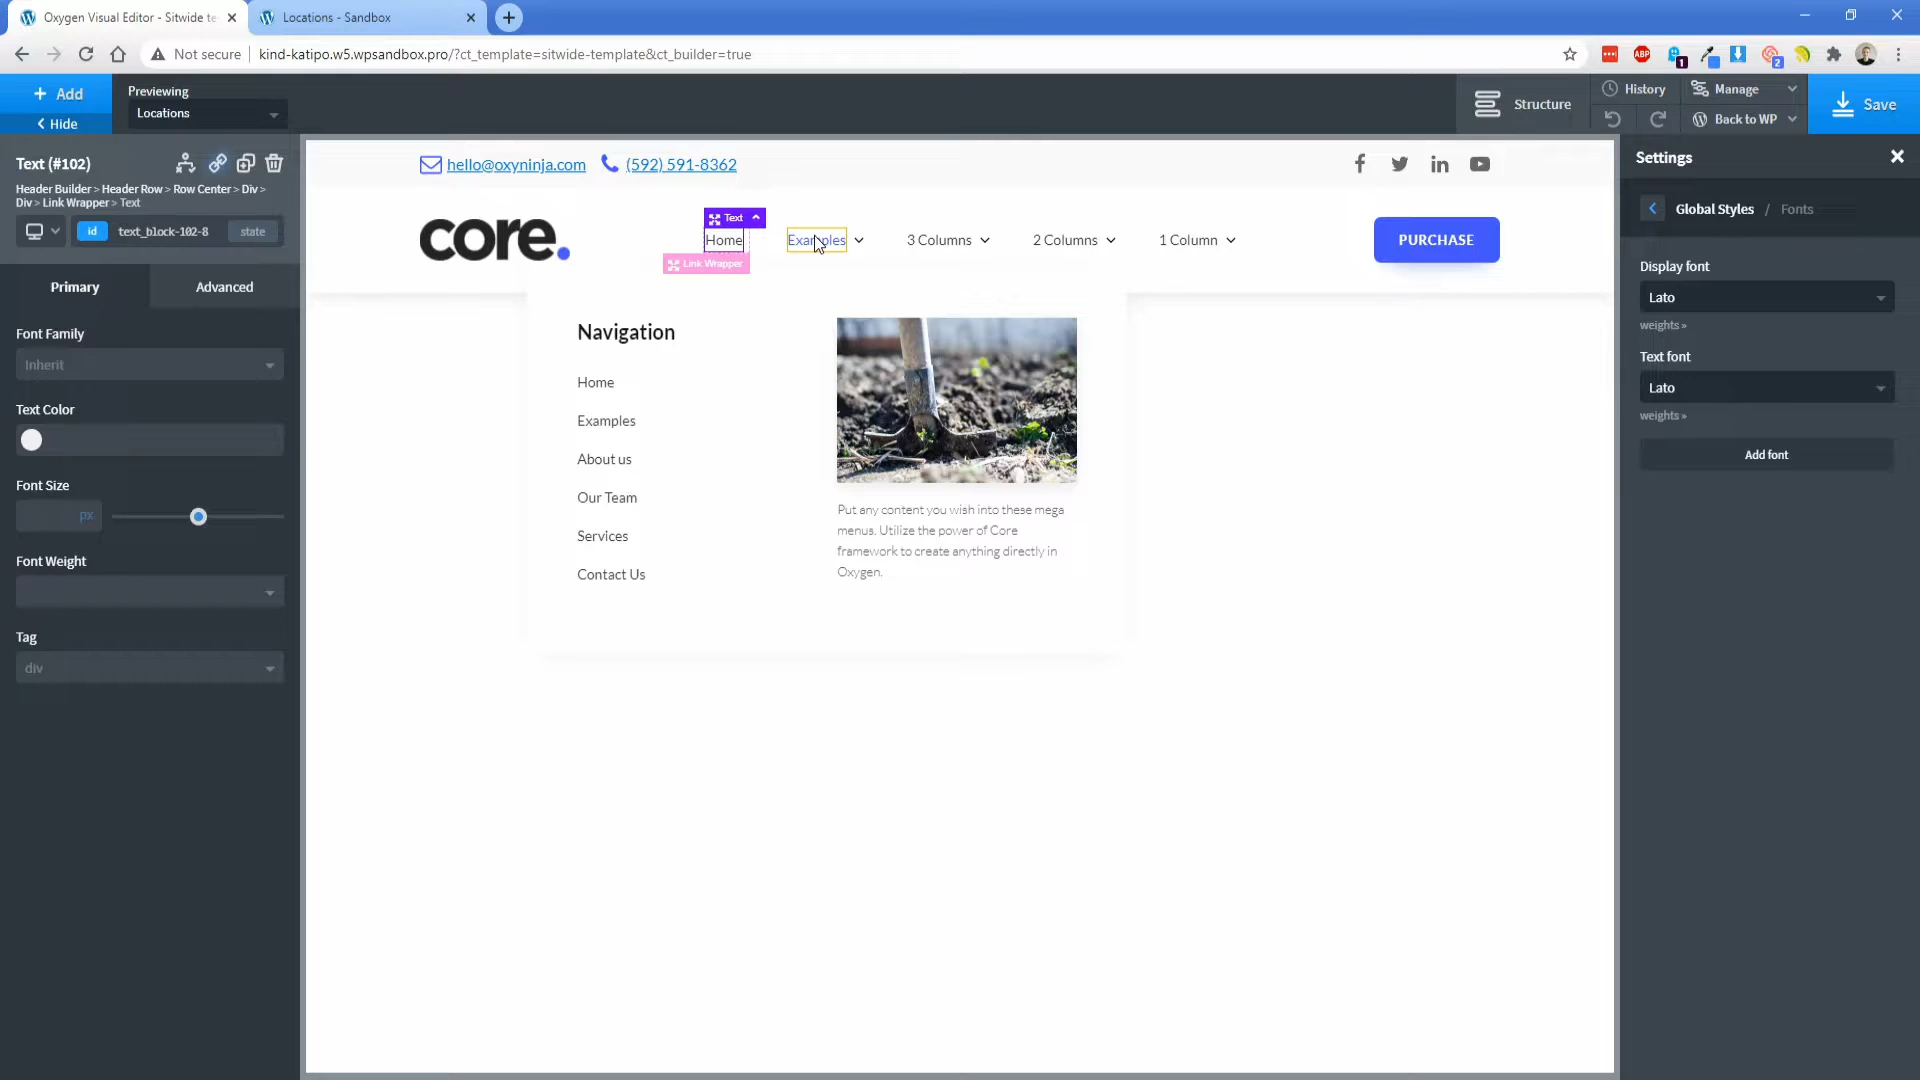 Oxygen Visual Editor - Sitwide te
Locations - Sandbox
Not secure
kind-katipo.w5.wpsandbox.pro/?ct_template=sitwide-template&ct_builder=true
ABP
1
2
+ Add
Hide
Previewing
Locations
Structure
History
Manage
Back to WP
Save
Text (#102)
Header Builder > Header Row > Row Center > Div >
Div > Link Wrapper > Text
id
text_block-102-8
state
Primary
Advanced
Font Family
Inherit
Text Color
Font Size
px
Font Weight
Tag
div
hello@oxyninja.com
(592) 591-8362
core.
Text
Home
Link Wrapper
Examples
3 Columns
2 Columns
1 Column
PURCHASE
Navigation
Home
Examples
About us
Our Team
Services
Contact Us
Put any content you wish into these mega
menus. Utilize the power of Core
framework to create anything directly in
Oxygen.
Settings
Global Styles / Fonts
Display font
Lato
weights »
Text font
Lato
weights »
Add font